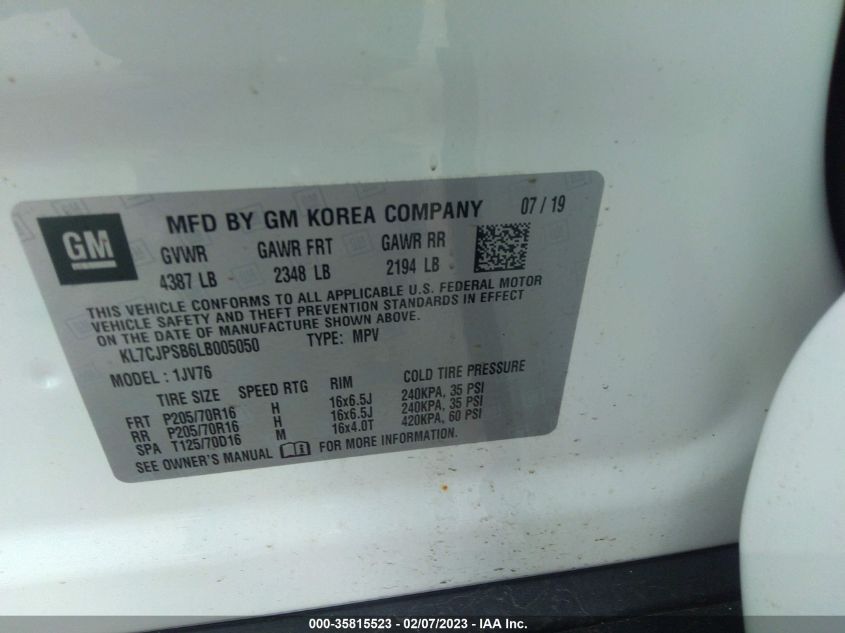 GM
MFD BY GM KOREA COMPANY 07 / 19
GVWR GAWR FRT GAWR RR
4387 LB 2348 LB 2194 LB
THIS VEHICLE CONFORMS TO ALL APPLICABLE U.S. FEDERAL MOTOR
VEHICLE SAFETY AND THEFT PREVENTION STANDARDS IN EFFECT
ON THE DATE OF MANUFACTURE SHOWN ABOVE.
KL7CJPSB6LB005050 TYPE: MPV
MODEL : 1JV76
TIRE SIZE SPEED RTG RIM COLD TIRE PRESSURE
FRT P205/70R16 H 16x6.5J 240KPA, 35 PSI
RR P205/70R16 H 16x6.5J 240KPA, 35 PSI
SPA T125/70D16 M 16x4.0T 420KPA, 60 PSI
SEE OWNER'S MANUAL FOR MORE INFORMATION.
000-35815523 - 02/07/2023 - IAA Inc.